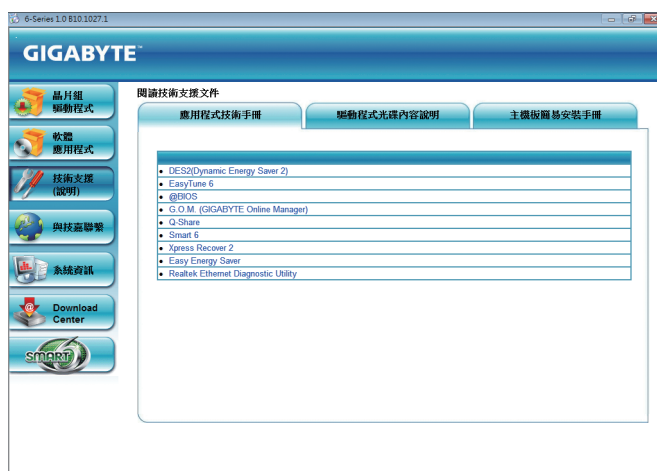 6-Series 1.0 B10.1027.1
GIGABYTE™
晶片組
驅動程式
軟體
應用程式
技術支援
(說明)
與技嘉聯繫
系統資訊
Download
Center
SMART6
閱讀技術支援文件
應用程式技術手冊
驅動程式光碟內容說明
主機板簡易安裝手冊
DES2(Dynamic Energy Saver 2)
EasyTune 6
@BIOS
G.O.M. (GIGABYTE Online Manager)
Q-Share
Smart 6
Xpress Recover 2
Easy Energy Saver
Realtek Ethernet Diagnostic Utility